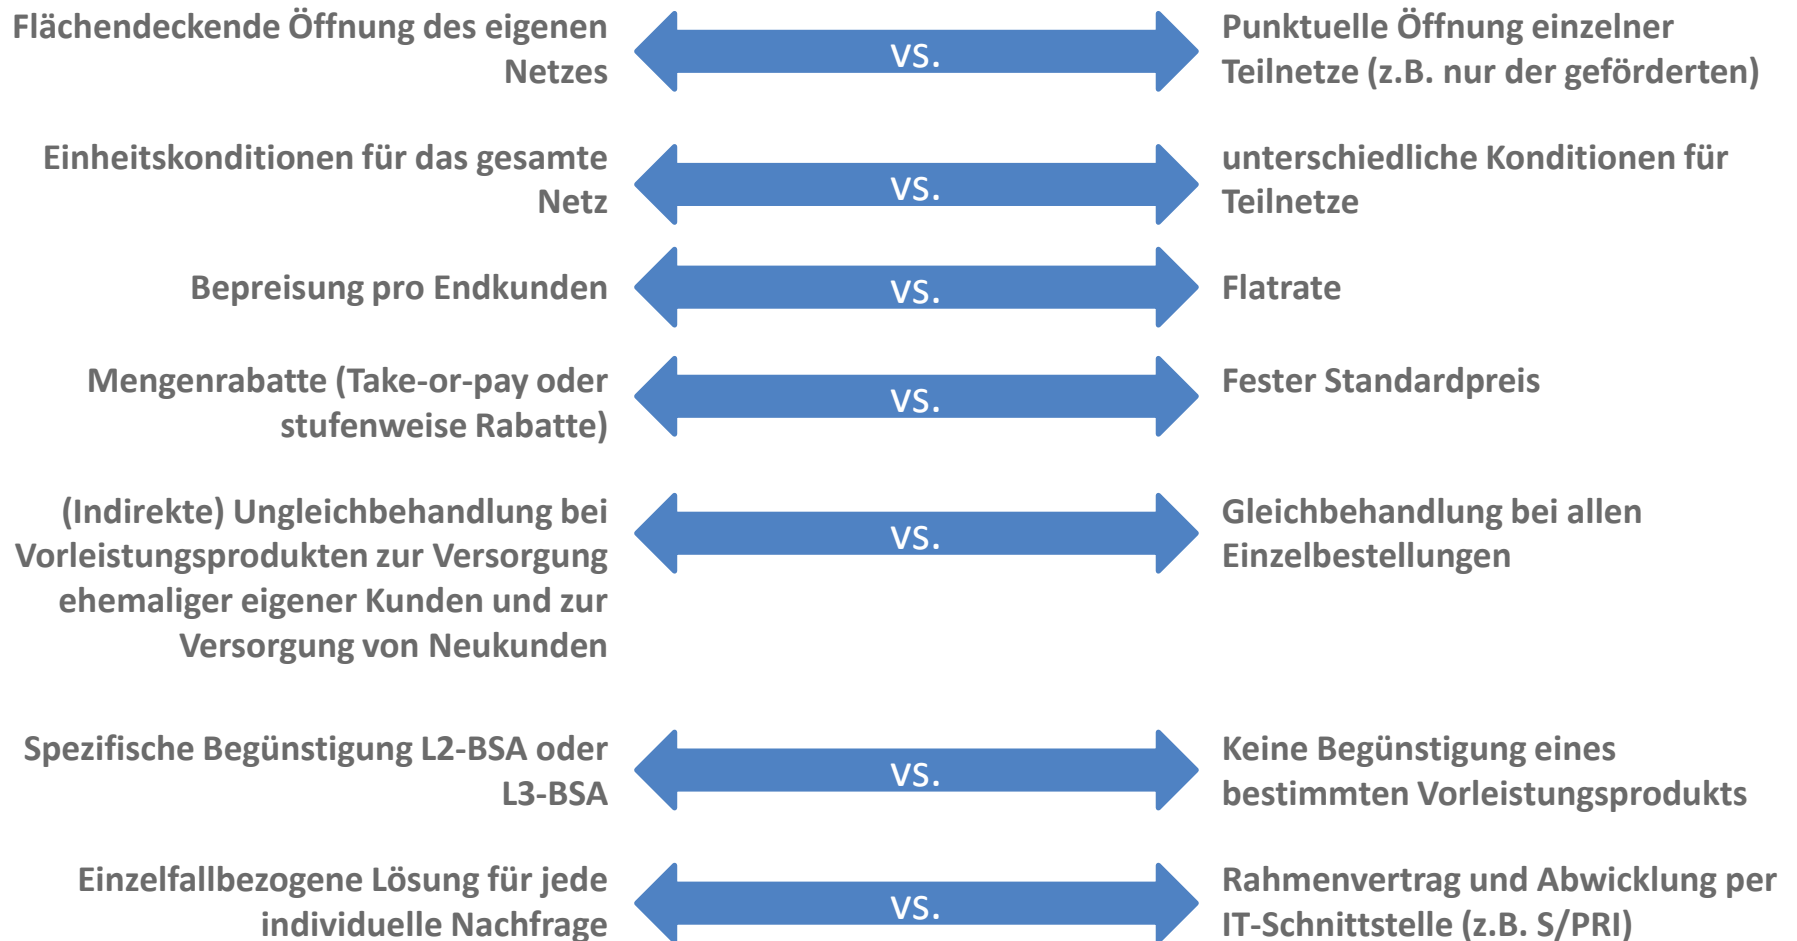 Flächendeckende Öffnung des eigenen
Netzes
vs.
Punktuelle Öffnung einzelner
Teilnetze (z.B. nur der geförderten)
Einheitskonditionen für das gesamte
Netz
vs.
unterschiedliche Konditionen für
Teilnetze
Bepreisung pro Endkunden
vs.
Flatrate
Mengenrabatte (Take-or-pay oder
stufenweise Rabatte)
vs.
Fester Standardpreis
(Indirekte) Ungleichbehandlung bei
Vorleistungsprodukten zur Versorgung
ehemaliger eigener Kunden und zur
Versorgung von Neukunden
vs.
Gleichbehandlung bei allen
Einzelbestellungen
Spezifische Begünstigung L2-BSA oder
L3-BSA
vs.
Keine Begünstigung eines
bestimmten Vorleistungsprodukts
Einzelfallbezogene Lösung für jede
individuelle Nachfrage
vs.
Rahmenvertrag und Abwicklung per
IT-Schnittstelle (z.B. S/PRI)